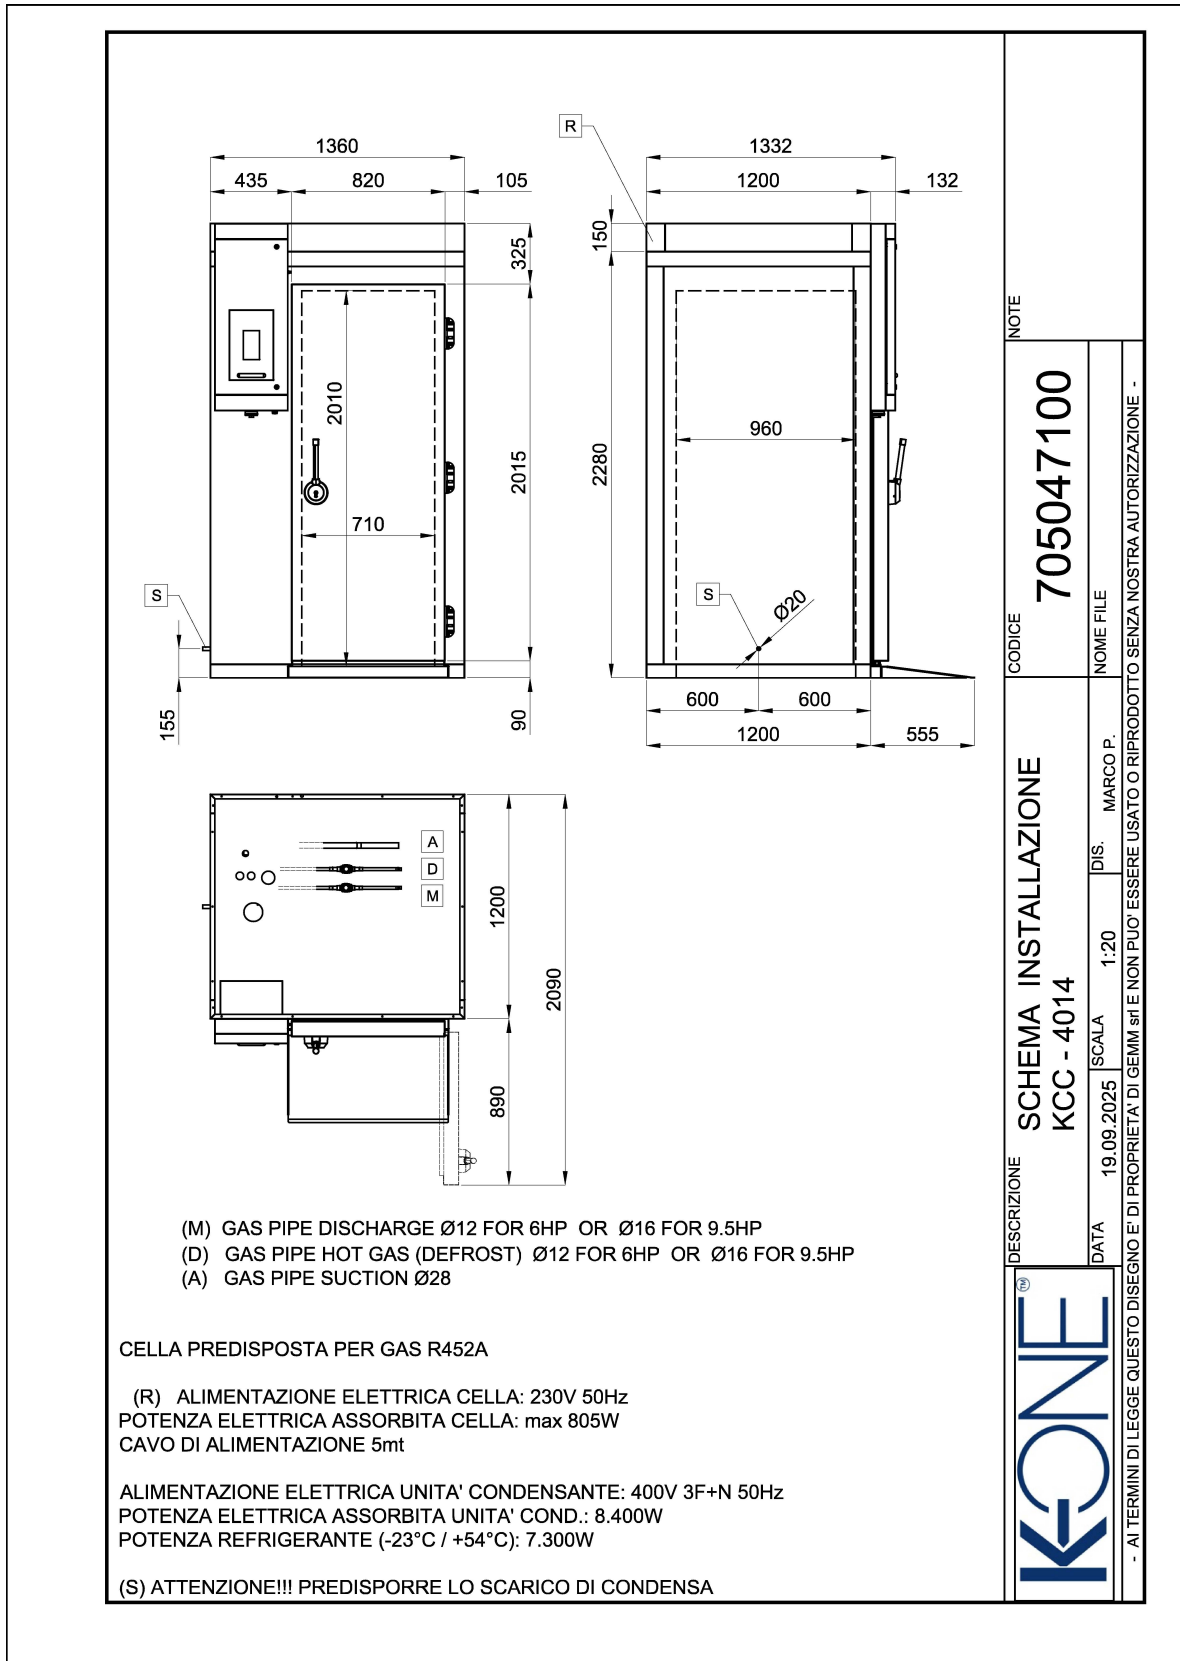 R
1360
435
820
105
1332
1200
132
325
150
2010
2015
710
2280
960
S
S
Ø20
155
90
600
600
1200
555
A
D
M
1200
2090
890
(M) GAS PIPE DISCHARGE Ø12 FOR 6HP OR Ø16 FOR 9.5HP
(D) GAS PIPE HOT GAS (DEFROST) Ø12 FOR 6HP OR Ø16 FOR 9.5HP
(A) GAS PIPE SUCTION Ø28
CELLA PREDISPOSTA PER GAS R452A
(R) ALIMENTAZIONE ELETTRICA CELLA: 230V 50Hz
POTENZA ELETTRICA ASSORBITA CELLA: max 805W
CAVO DI ALIMENTAZIONE 5mt
ALIMENTAZIONE ELETTRICA UNITA' CONDENSANTE: 400V 3F+N 50Hz
POTENZA ELETTRICA ASSORBITA UNITA' COND.: 8.400W
POTENZA REFRIGERANTE (-23°C / +54°C): 7.300W
(S) ATTENZIONE!!! PREDISPORRE LO SCARICO DI CONDENSA
NOTE
CODICE
705047100
NOME FILE
DESCRIZIONE
SCHEMA INSTALLAZIONE
KCC - 4014
DATA
19.09.2025
SCALA
1:20
DIS.
MARCO P.
- AI TERMINI DI LEGGE QUESTO DISEGNO E' DI PROPRIETA' DI GEMM srl E NON PUO' ESSERE USATO O RIPRODOTTO SENZA NOSTRA AUTORIZZAZIONE -
K-ONE
TM